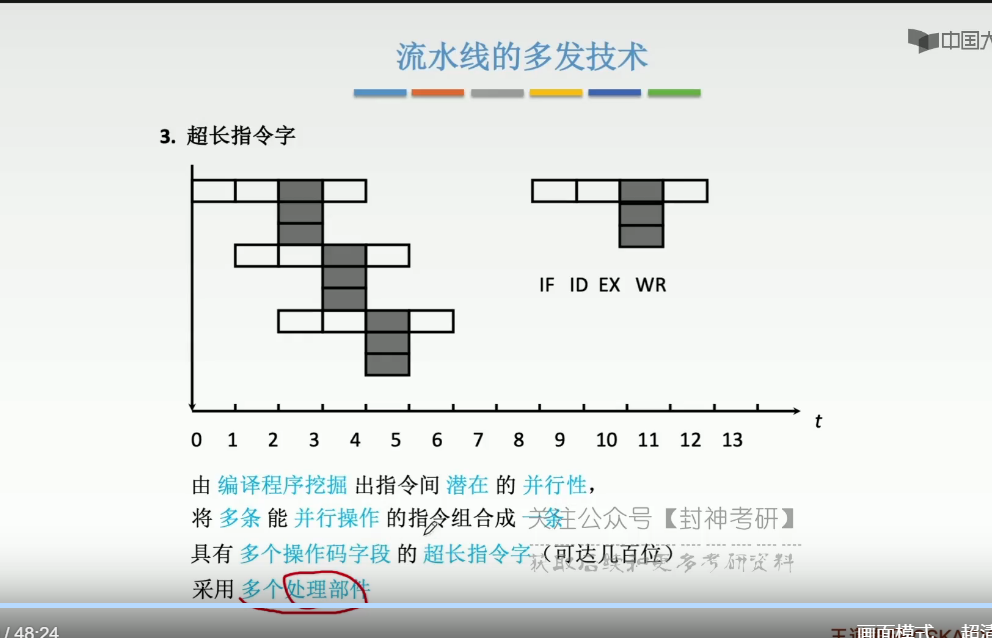 流水线的多发技术
中国大
3. 超长指令字
IF ID EX WR
t
0 1 2 3 4 5 6 7 8 9 10 11 12 13
由 编译程序挖掘 出指令间 潜在 的 并行性，
将 多条 能 并行操作 的指令组合成 一条
关注公众号【封神考研】
具有 多个操作码字段 的 超长指令字（可达几百位）
获取后续和更多考研资料
采用 多个处理部件
/ 48:24
画面模式
超清